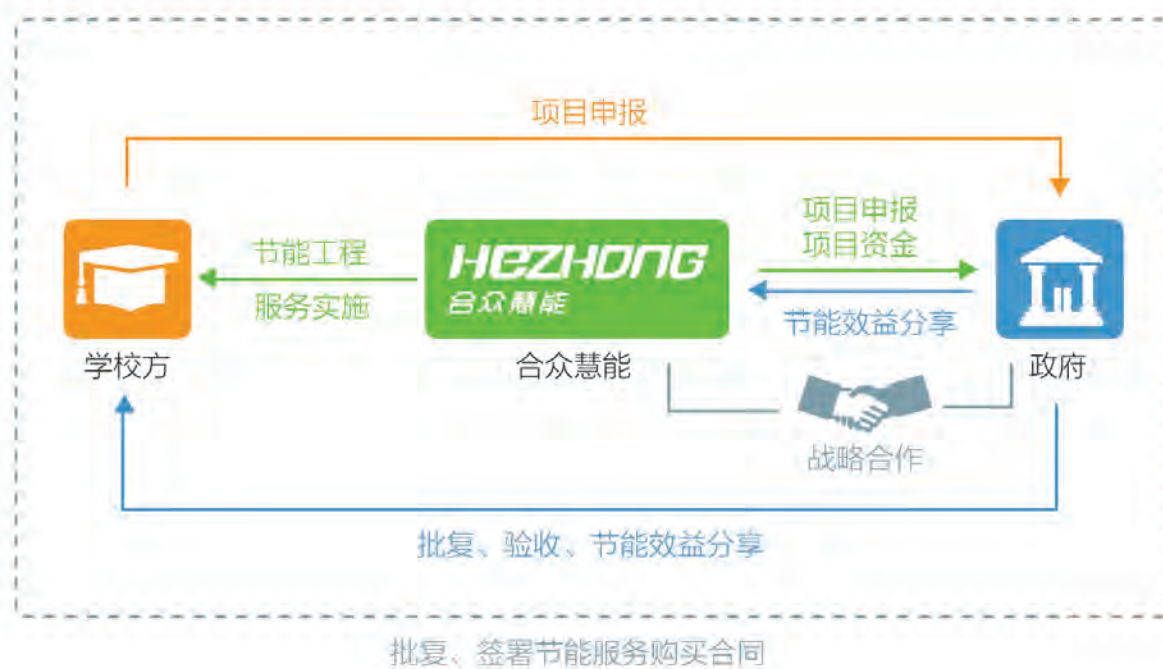 项目申报
项目申报
项目资金
节能工程
服务实施
HEZHONG
合众慧能
节能效益分享
学校方
合众慧能
政府
战略合作
批复、验收、节能效益分享
批复、签署节能服务购买合同